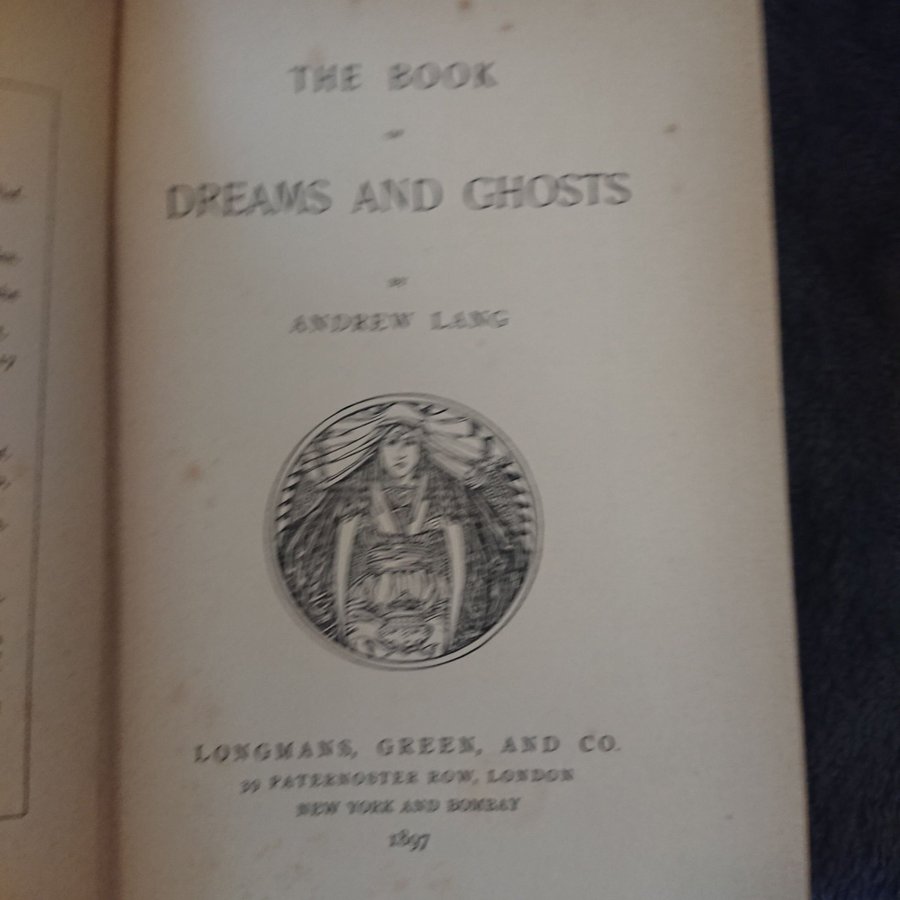 THE BOOK
OF
DREAMS AND GHOSTS
BY
ANDREW LANG
LONGMANS, GREEN, AND CO.
39 PATERNOSTER ROW, LONDON
NEW YORK AND BOMBAY
1897